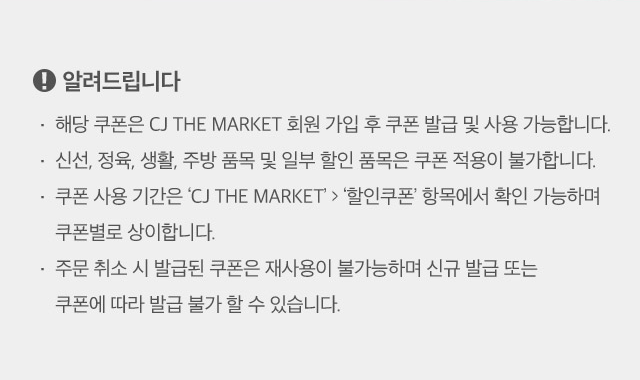 알려드립니다
· 해당 쿠폰은 CJ THE MARKET 회원 가입 후 쿠폰 발급 및 사용 가능합니다.
· 신선, 정육, 생활, 주방 품목 및 일부 할인 품목은 쿠폰 적용이 불가합니다.
· 쿠폰 사용 기간은 ‘CJ THE MARKET’ > ‘할인쿠폰’ 항목에서 확인 가능하며
쿠폰별로 상이합니다.
· 주문 취소 시 발급된 쿠폰은 재사용이 불가능하며 신규 발급 또는
쿠폰에 따라 발급 불가 할 수 있습니다.